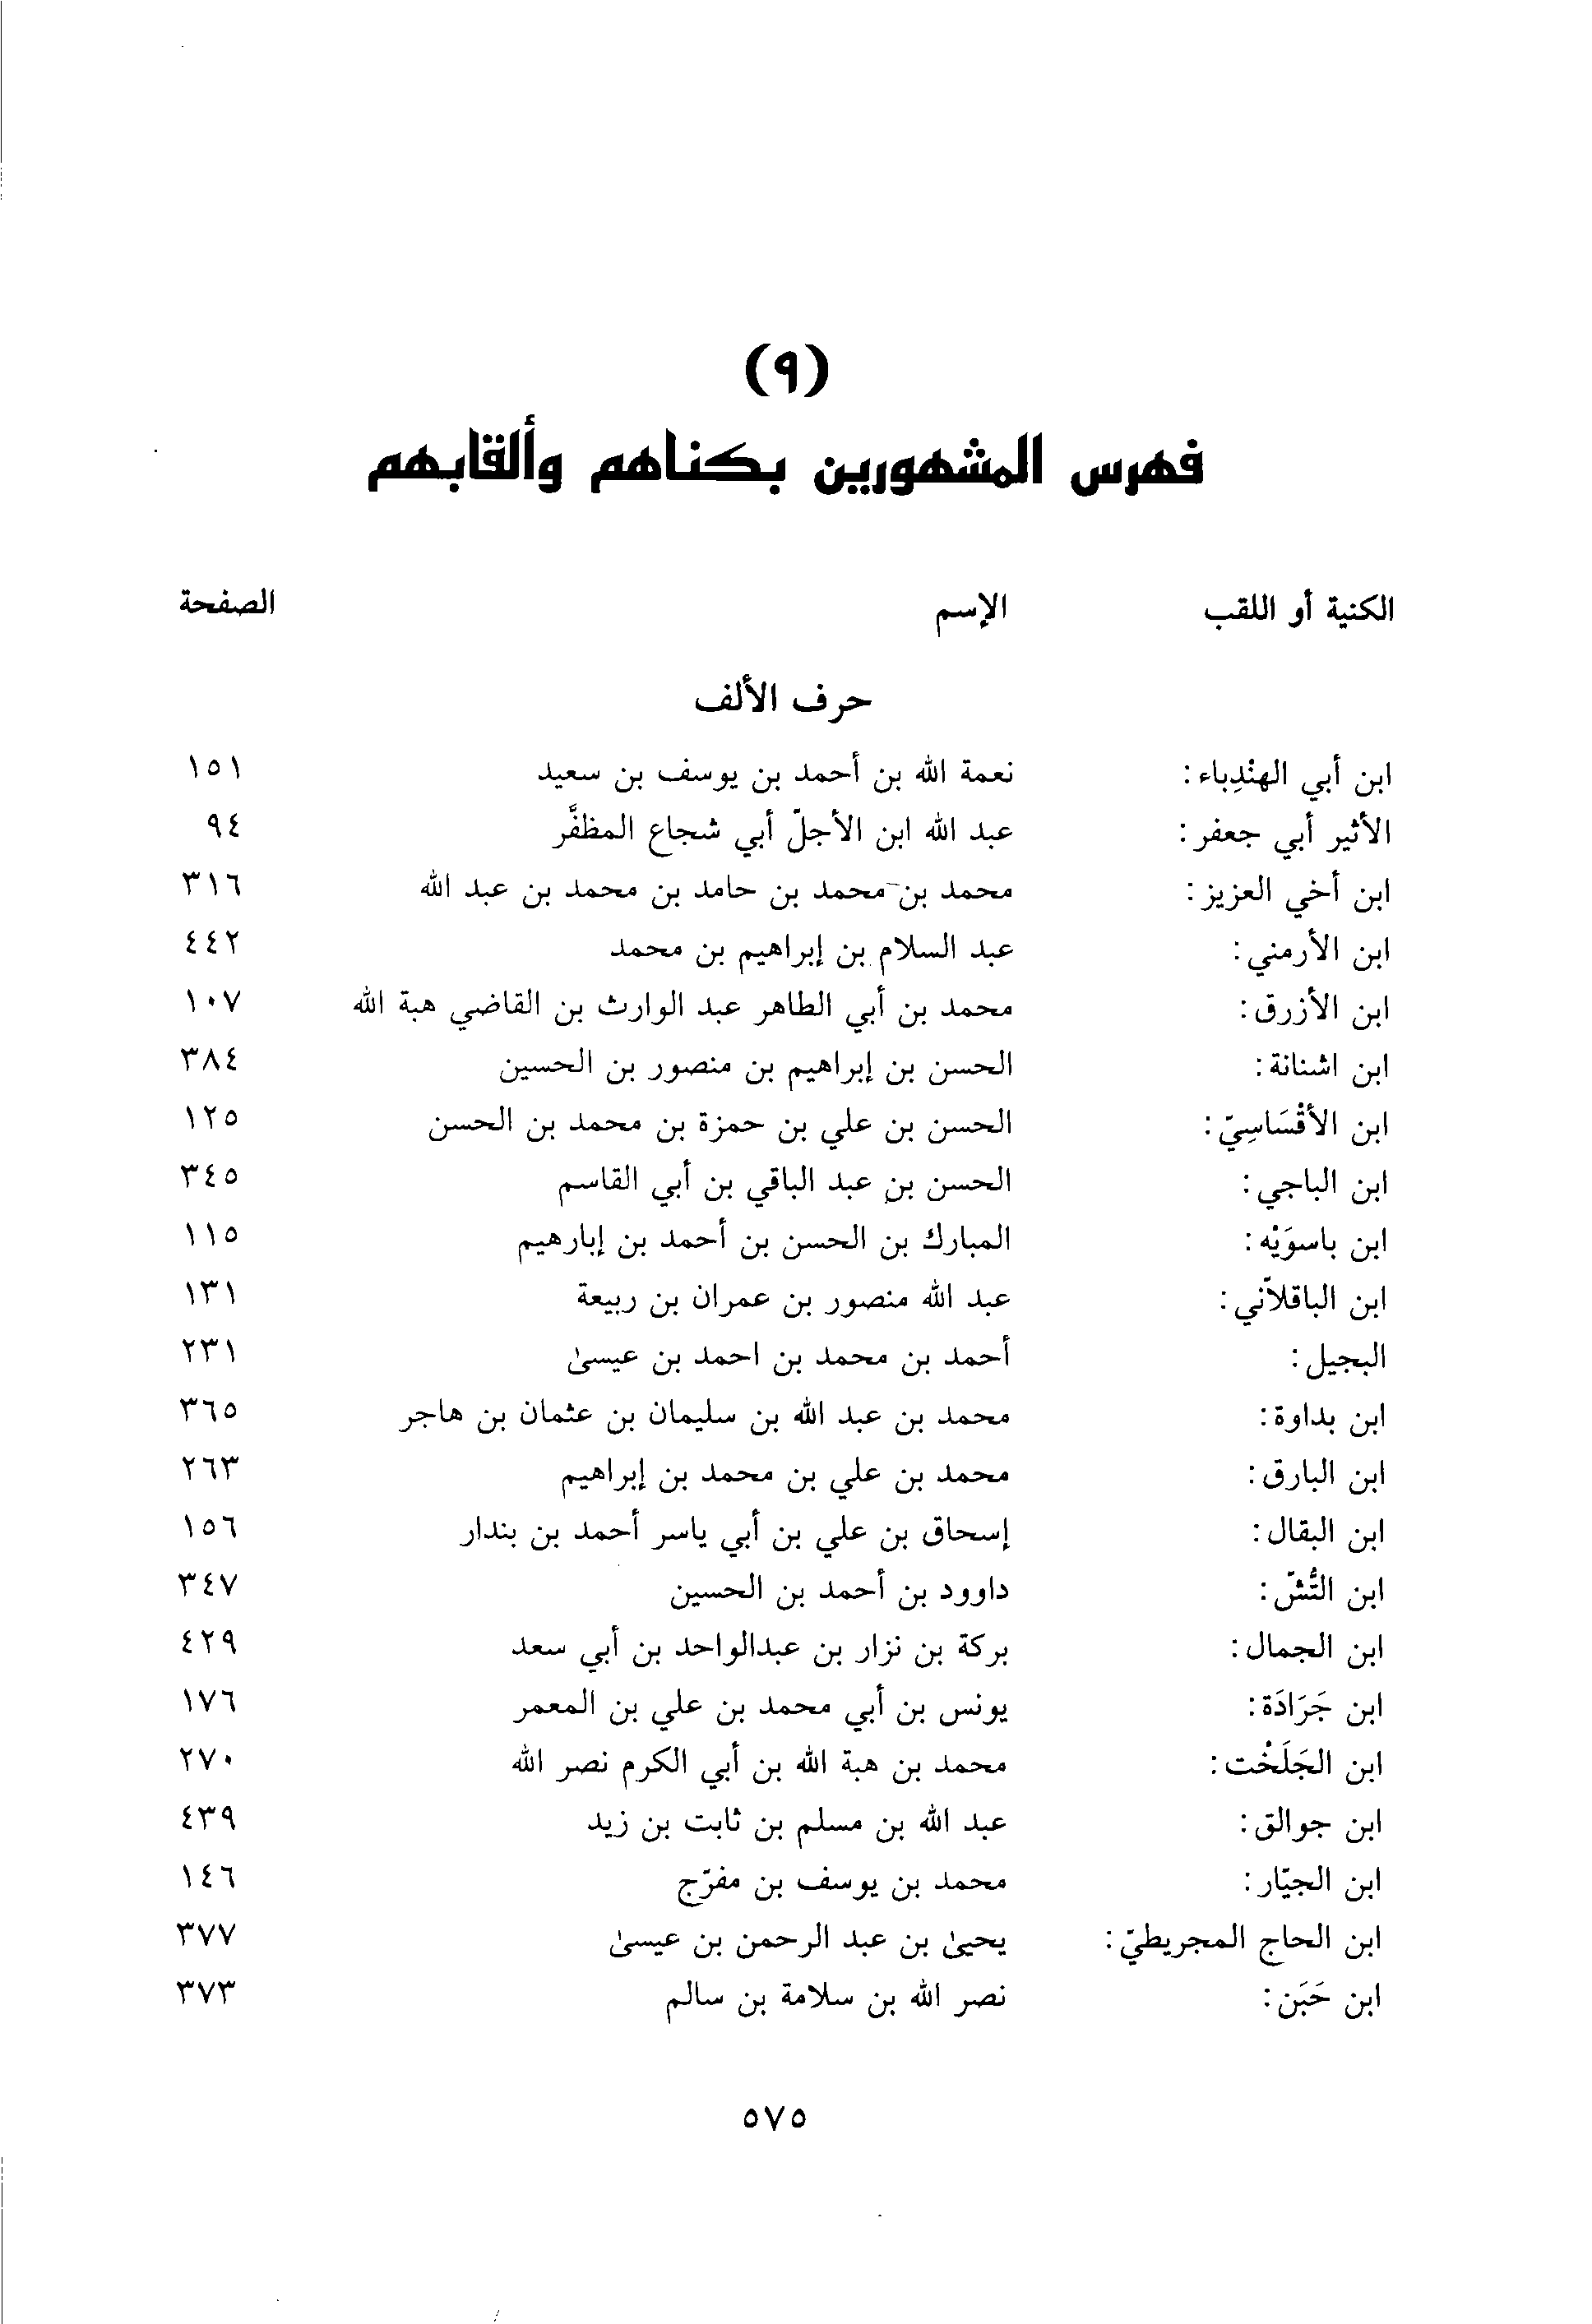 (٩)
فهرس المشهورين بكناهم وألقابهم
الكنية أو اللقب الإسم الصفحة
حرف الألف
ابن أبي الهنْدِباء: نعمة الله بن أحمد بن يوسف بن سعيد ١٥١
الأثير أبي جعفر: عبد الله ابن الأجلّ أبي شجاع المظفَّر ٩٤
ابن أخي العزيز: محمد بن محمد بن حامد بن محمد بن عبد الله ٣١٦
ابن الأرمني: عبد السلام بن إبراهيم بن محمد ٤٤٢
ابن الأزرق: محمد بن أبي الطاهر عبد الوارث بن القاضي هبة الله ١٠٧
ابن اشنانة: الحسن بن إبراهيم بن منصور بن الحسين ٣٨٤
ابن الأقْسَاسِيّ: الحسن بن علي بن حمزة بن محمد بن الحسن ١٢٥
ابن الباجي: الحسن بن عبد الباقي بن أبي القاسم ٣٤٥
ابن باسوَيْه: المبارك بن الحسن بن أحمد بن إبارهيم ١١٥
ابن الباقلاّني: عبد الله منصور بن عمران بن ربيعة ١٣١
البجيل: أحمد بن محمد بن احمد بن عيسىٰ ٢٣١
ابن بداوة: محمد بن عبد الله بن سليمان بن عثمان بن هاجر ٣٦٥
ابن البارق: محمد بن علي بن محمد بن إبراهيم ٢٦٣
ابن البقال: إسحاق بن علي بن أبي ياسر أحمد بن بندار ١٥٦
ابن التُّشّ: داوود بن أحمد بن الحسين ٣٤٧
ابن الجمال: بركة بن نزار بن عبدالواحد بن أبي سعد ٤٢٩
ابن جَرَادَة: يونس بن أبي محمد بن علي بن المعمر ١٧٦
ابن الجَلَخْت: محمد بن هبة الله بن أبي الكرم نصر الله ٢٧٠
ابن جوالق: عبد الله بن مسلم بن ثابت بن زيد ٤٣٩
ابن الجيّار: محمد بن يوسف بن مفرّج ١٤٦
ابن الحاج المجريطيّ: يحيىٰ بن عبد الرحمن بن عيسىٰ ٣٧٧
ابن حَبَن: نصر الله بن سلامة بن سالم ٣٧٣
٥٧٥